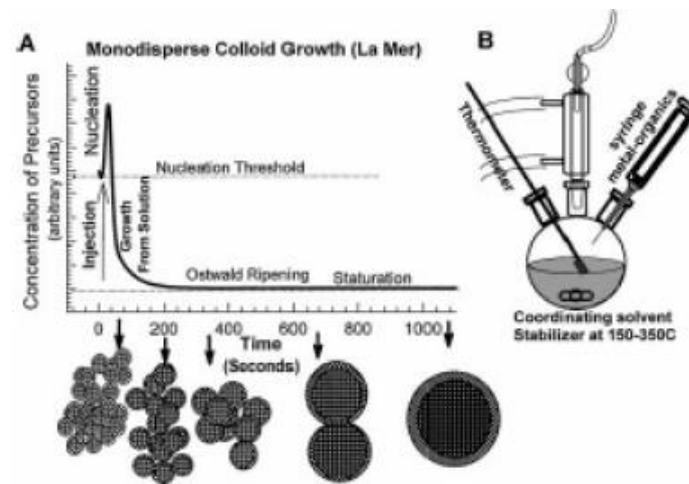 A
Monodisperse Colloid Growth (La Mer)
Concentration of Precursors
(arbitrary units)
Nucleation
Injection
Growth
From Solution
Nucleation Threshold
Ostwald Ripening
Staturation
0
200
400
600
800
1000
Time
(Seconds)
B
Thermometer
syringe
metal-organics
Coordinating solvent
Stabilizer at 150-350C